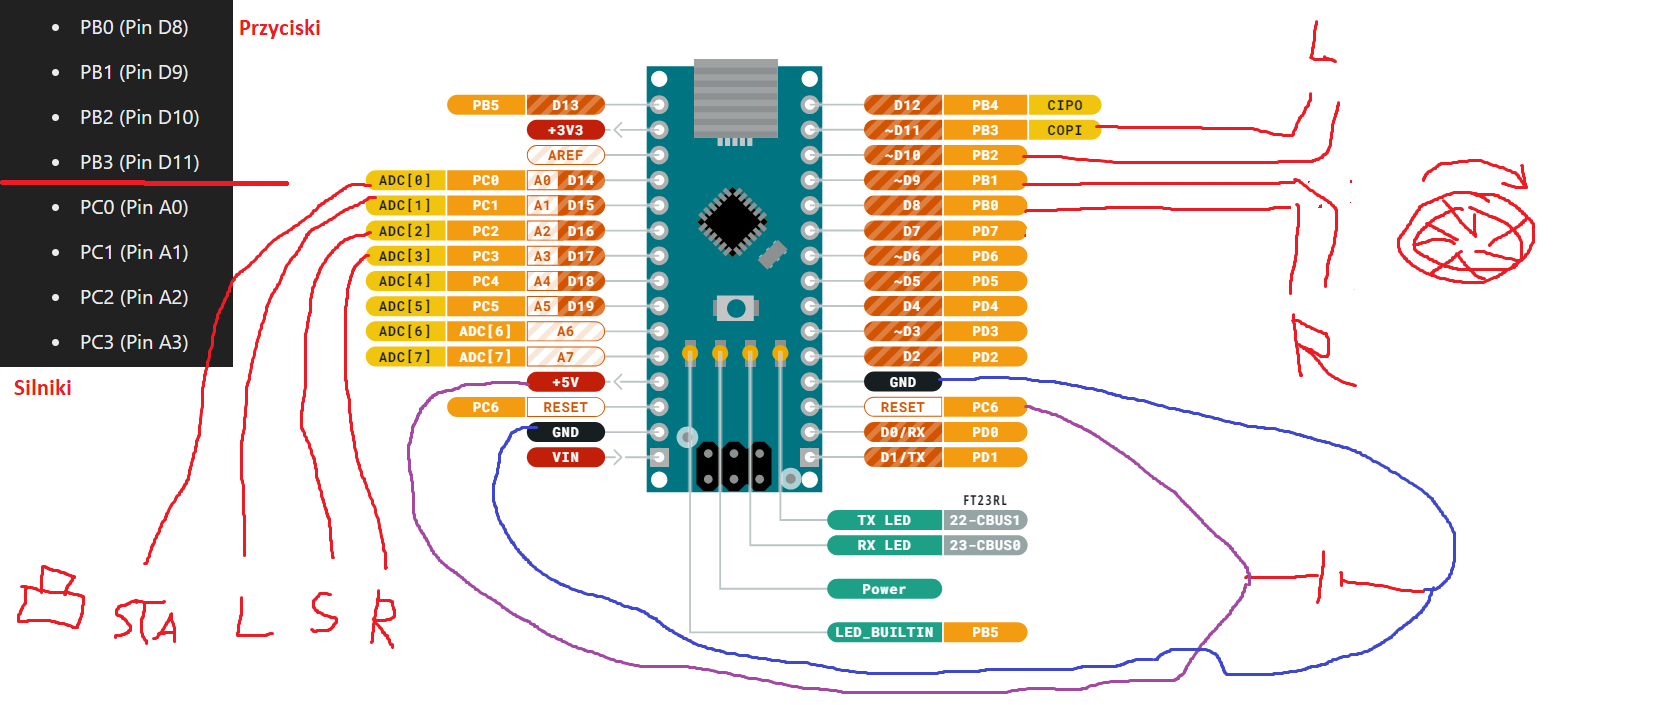 PB0 (Pin D8)
Przyciski
PB1 (Pin D9)
PB2 (Pin D10)
PB3 (Pin D11)
PC0 (Pin A0)
PC1 (Pin A1)
PC2 (Pin A2)
PC3 (Pin A3)
Silniki
PB5 D13
+3V3
AREF
ADC[0] PC0 A0 D14
ADC[1] PC1 A1 D15
ADC[2] PC2 A2 D16
ADC[3] PC3 A3 D17
ADC[4] PC4 A4 D18
ADC[5] PC5 A5 D19
ADC[6] ADC[6] A6
ADC[7] ADC[7] A7
+5V
PC6 RESET
GND
VIN
D12 PB4 CIPO
~D11 PB3 COPI
~D10 PB2
~D9 PB1
D8 PB0
D7 PD7
~D6 PD6
~D5 PD5
D4 PD4
~D3 PD3
D2 PD2
GND
RESET PC6
D0/RX PD0
D1/TX PD1
FT23RL
TX LED 22-CBUS1
RX LED 23-CBUS0
Power
LED_BUILTIN PB5
L
R
STA L S R